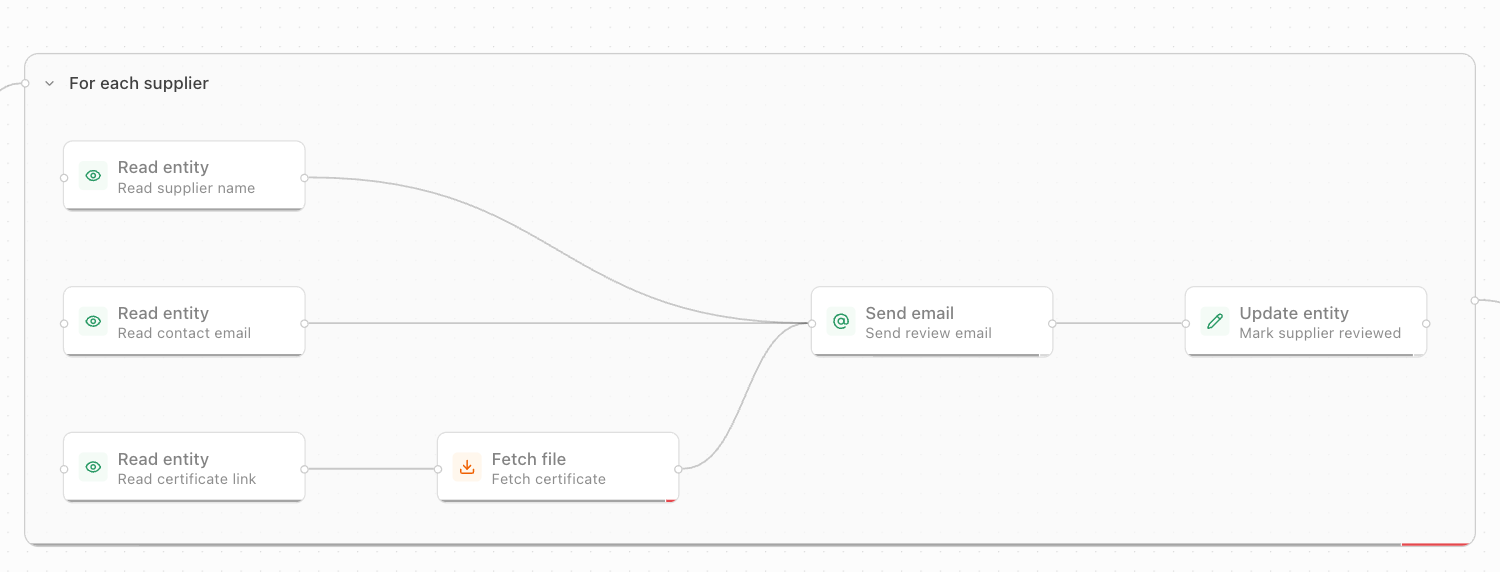 For each supplier
Read entity
Read supplier name
Read entity
Read contact email
Send email
Send review email
Update entity
Mark supplier reviewed
Read entity
Read certificate link
Fetch file
Fetch certificate